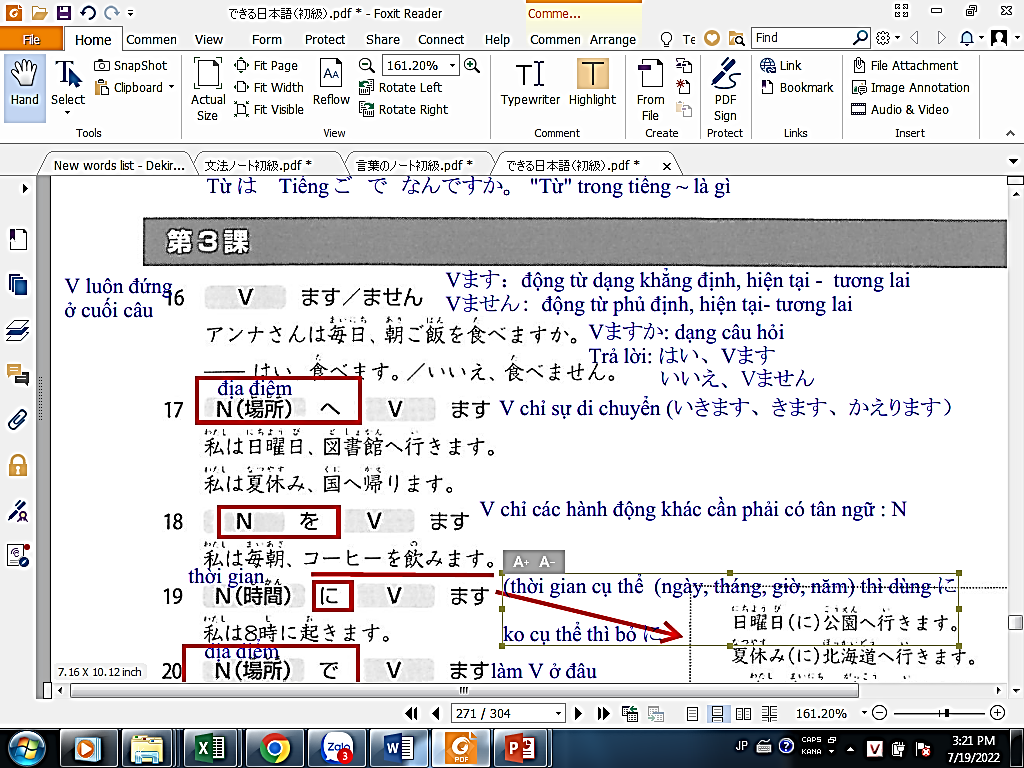 できる日本語(初級).pdf * - Foxit Reader
Comme...
File Home Commen View Form Protect Share Connect Help Commen Arrange Te Find
Hand
Select
SnapShot
Clipboard
Actual Size
Fit Page
Fit Width
Fit Visible
Reflow
161.20%
Rotate Left
Rotate Right
Typewriter
Highlight
From File
PDF Sign
Link
Bookmark
File Attachment
Image Annotation
Audio & Video
Tools View Comment Create Protect Links Insert
New words list - Dekir... 文法ノート初級.pdf * 言葉のノート初級.pdf * できる日本語(初級).pdf *
Từ は Tiếng ご で なんですか。 "Từ" trong tiếng ~ là gì
第3課
V luôn đứng
ở cuối câu
16 V ます/ません
Vます: động từ dạng khẳng định, hiện tại - tương lai
Vません: động từ phủ định, hiện tại- tương lai
アンナさんは毎日、朝ご飯を食べますか。
Vますか: dạng câu hỏi
—— はい、食べます。/いいえ、食べません。
Trả lời: はい、Vます
いいえ、Vません
địa điểm
17 N(場所) へ V ます
V chỉ sự di chuyển (いきます、きます、かえります)
私は日曜日、図書館へ行きます。
私は夏休み、国へ帰ります。
18 N を V ます
V chỉ các hành động khác cần phải có tân ngữ : N
私は毎朝、コーヒーを飲みます。
A+ A-
thời gian
19 N(時間) に V ます
(thời gian cụ thể (ngày, tháng, giờ, năm) thì dùng に
ko cụ thể thì bỏ に
日曜日(に)公園へ行きます。
私は8時に起きます。
夏休み(に)北海道へ行きます。
địa điểm
20 N(場所) で V ます
làm V ở đâu
7.16 X 10.12 inch
271 / 304
161.20%
Zalo
3
PDF
JP
CAPS
KANA
3:21 PM
7/19/2022